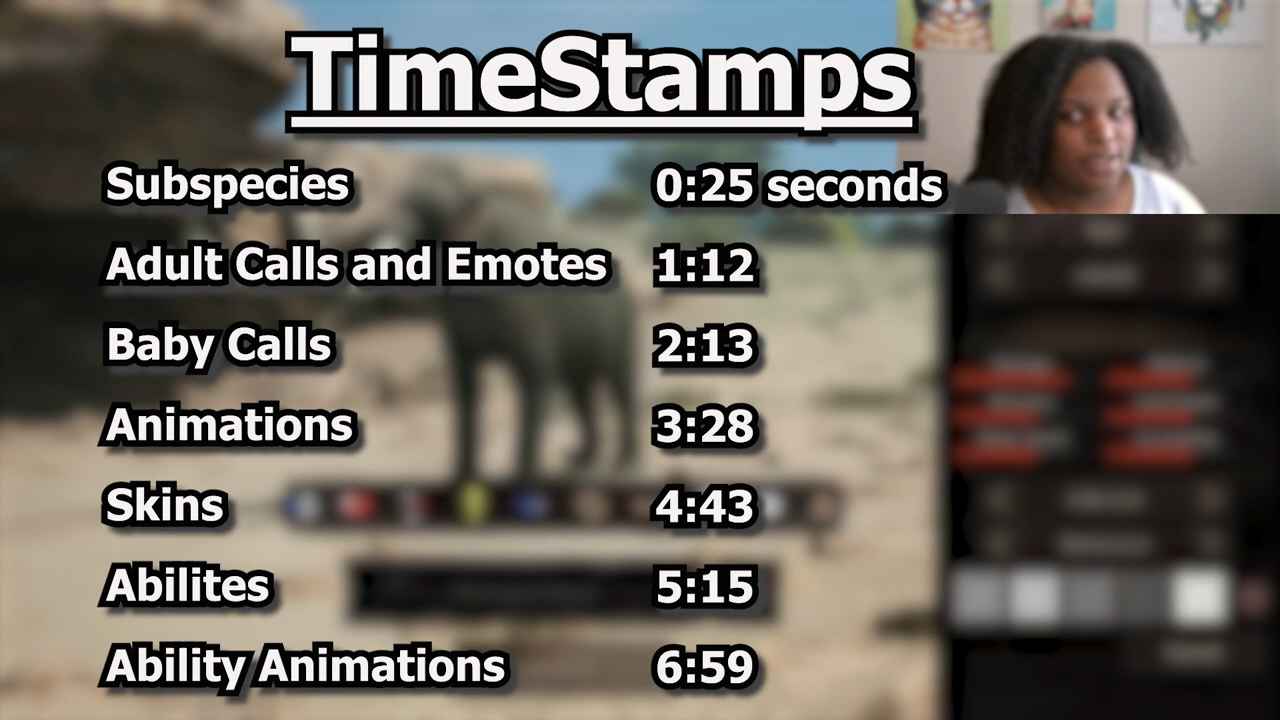 TimeStamps
Subspecies 0:25 seconds
Adult Calls and Emotes 1:12
Baby Calls 2:13
Animations 3:28
Skins 4:43
Abilites 5:15
Ability Animations 6:59